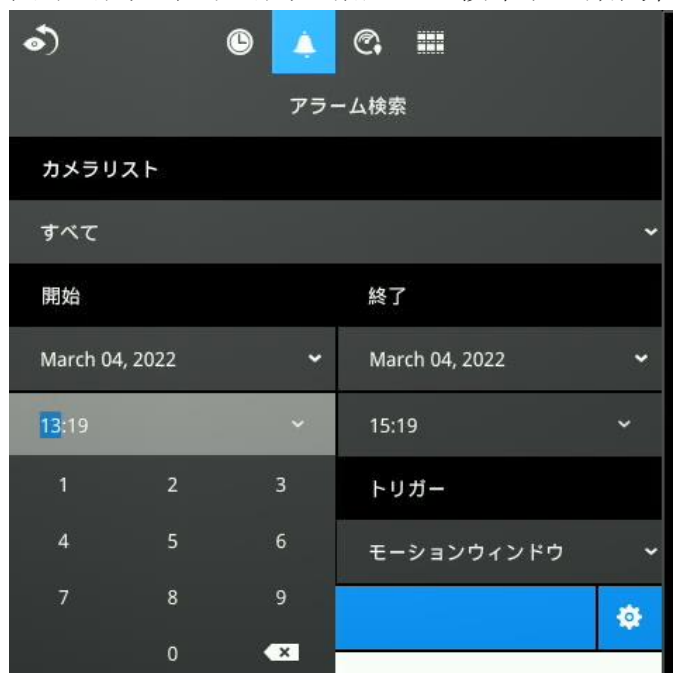 アラーム検索
カメラリスト
すべて
開始 終了
March 04, 2022 March 04, 2022
13:19 15:19
1 2 3 トリガー
4 5 6 モーションウィンドウ
7 8 9
0